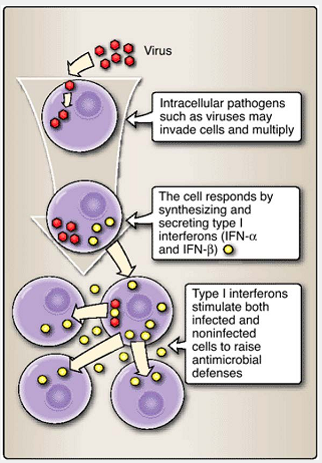 Virus
Intracellular pathogens
such as viruses may
invade cells and multiply
The cell responds by
synthesizing and
secreting type I
interferons (IFN-α
and IFN-β)
Type I interferons
stimulate both
infected and
noninfected
cells to raise
antimicrobial
defenses